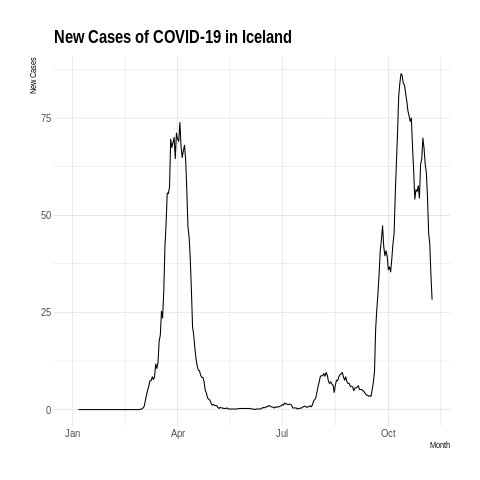 New Cases of COVID-19 in Iceland
New Cases
75
50
25
0
Jan Apr Jul Oct
Month